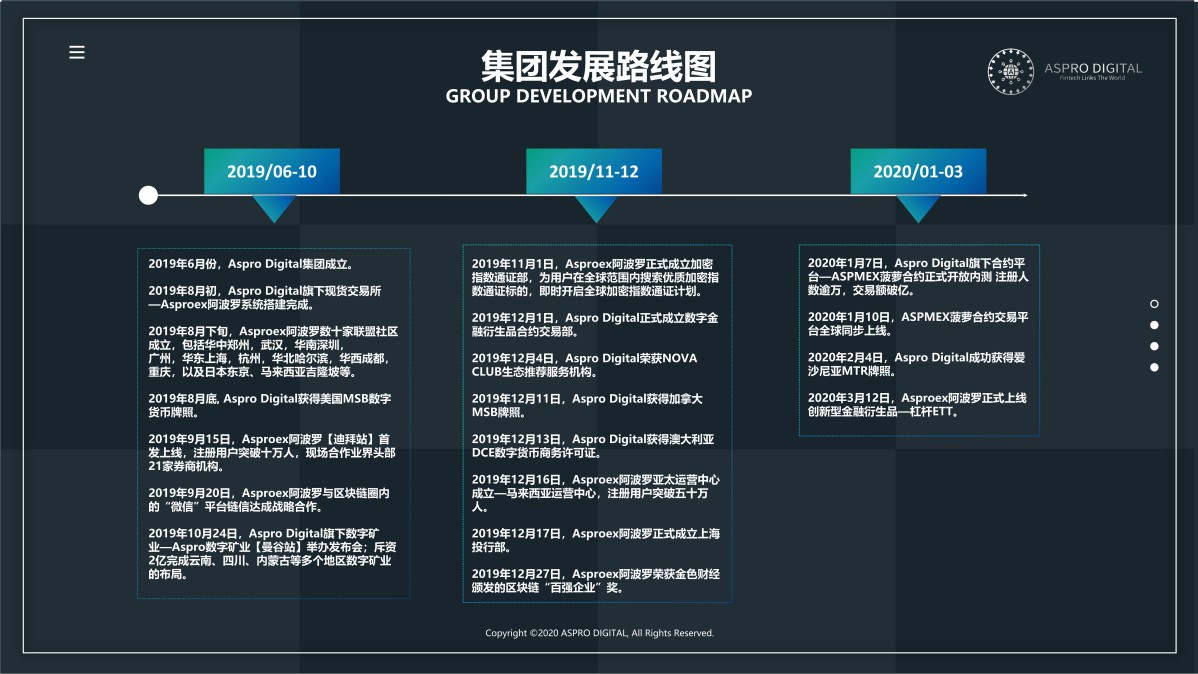 集团发展路线图
GROUP DEVELOPMENT ROADMAP
ASPRO DIGITAL
Fintech Links The World
2019/06-10
2019年6月份，Aspro Digital集团成立。
2019年8月初，Aspro Digital旗下现货交易所
—Asproex阿波罗系统搭建完成。
2019年8月下旬，Asproex阿波罗数十家联盟社区
成立，包括华中郑州，武汉，华南深圳，
广州，华东上海，杭州，华北哈尔滨，华西成都，
重庆，以及日本东京、马来西亚吉隆坡等。
2019年8月底, Aspro Digital获得美国MSB数字
货币牌照。
2019年9月15日，Asproex阿波罗【迪拜站】首
发上线，注册用户突破十万人，现场合作业界头部
21家券商机构。
2019年9月20日，Asproex阿波罗与区块链圈内
的“微信”平台链信达成战略合作。
2019年10月24日，Aspro Digital旗下数字矿
业—Aspro数字矿业【曼谷站】举办发布会；斥资
2亿完成云南、四川、内蒙古等多个地区数字矿业
的布局。
2019/11-12
2019年11月1日，Asproex阿波罗正式成立加密
指数通证部，为用户在全球范围内搜索优质加密指
数通证标的，即时开启全球加密指数通证计划。
2019年12月1日，Aspro Digital正式成立数字金
融衍生品合约交易部。
2019年12月4日，Aspro Digital荣获NOVA
CLUB生态推荐服务机构。
2019年12月11日，Aspro Digital获得加拿大
MSB牌照。
2019年12月13日，Aspro Digital获得澳大利亚
DCE数字货币商务许可证。
2019年12月16日，Asproex阿波罗亚太运营中心
成立—马来西亚运营中心，注册用户突破五十万
人。
2019年12月17日，Asproex阿波罗正式成立上海
投行部。
2019年12月27日，Asproex阿波罗荣获金色财经
颁发的区块链“百强企业”奖。
2020/01-03
2020年1月7日，Aspro Digital旗下合约平
台—ASPMEX菠萝合约正式开放内测 注册人
数逾万，交易额破亿。
2020年1月10日，ASPMEX菠萝合约交易平
台全球同步上线。
2020年2月4日，Aspro Digital成功获得爱
沙尼亚MTR牌照。
2020年3月12日，Asproex阿波罗正式上线
创新型金融衍生品—杠杆ETT。
Copyright ©2020 ASPRO DIGITAL, All Rights Reserved.